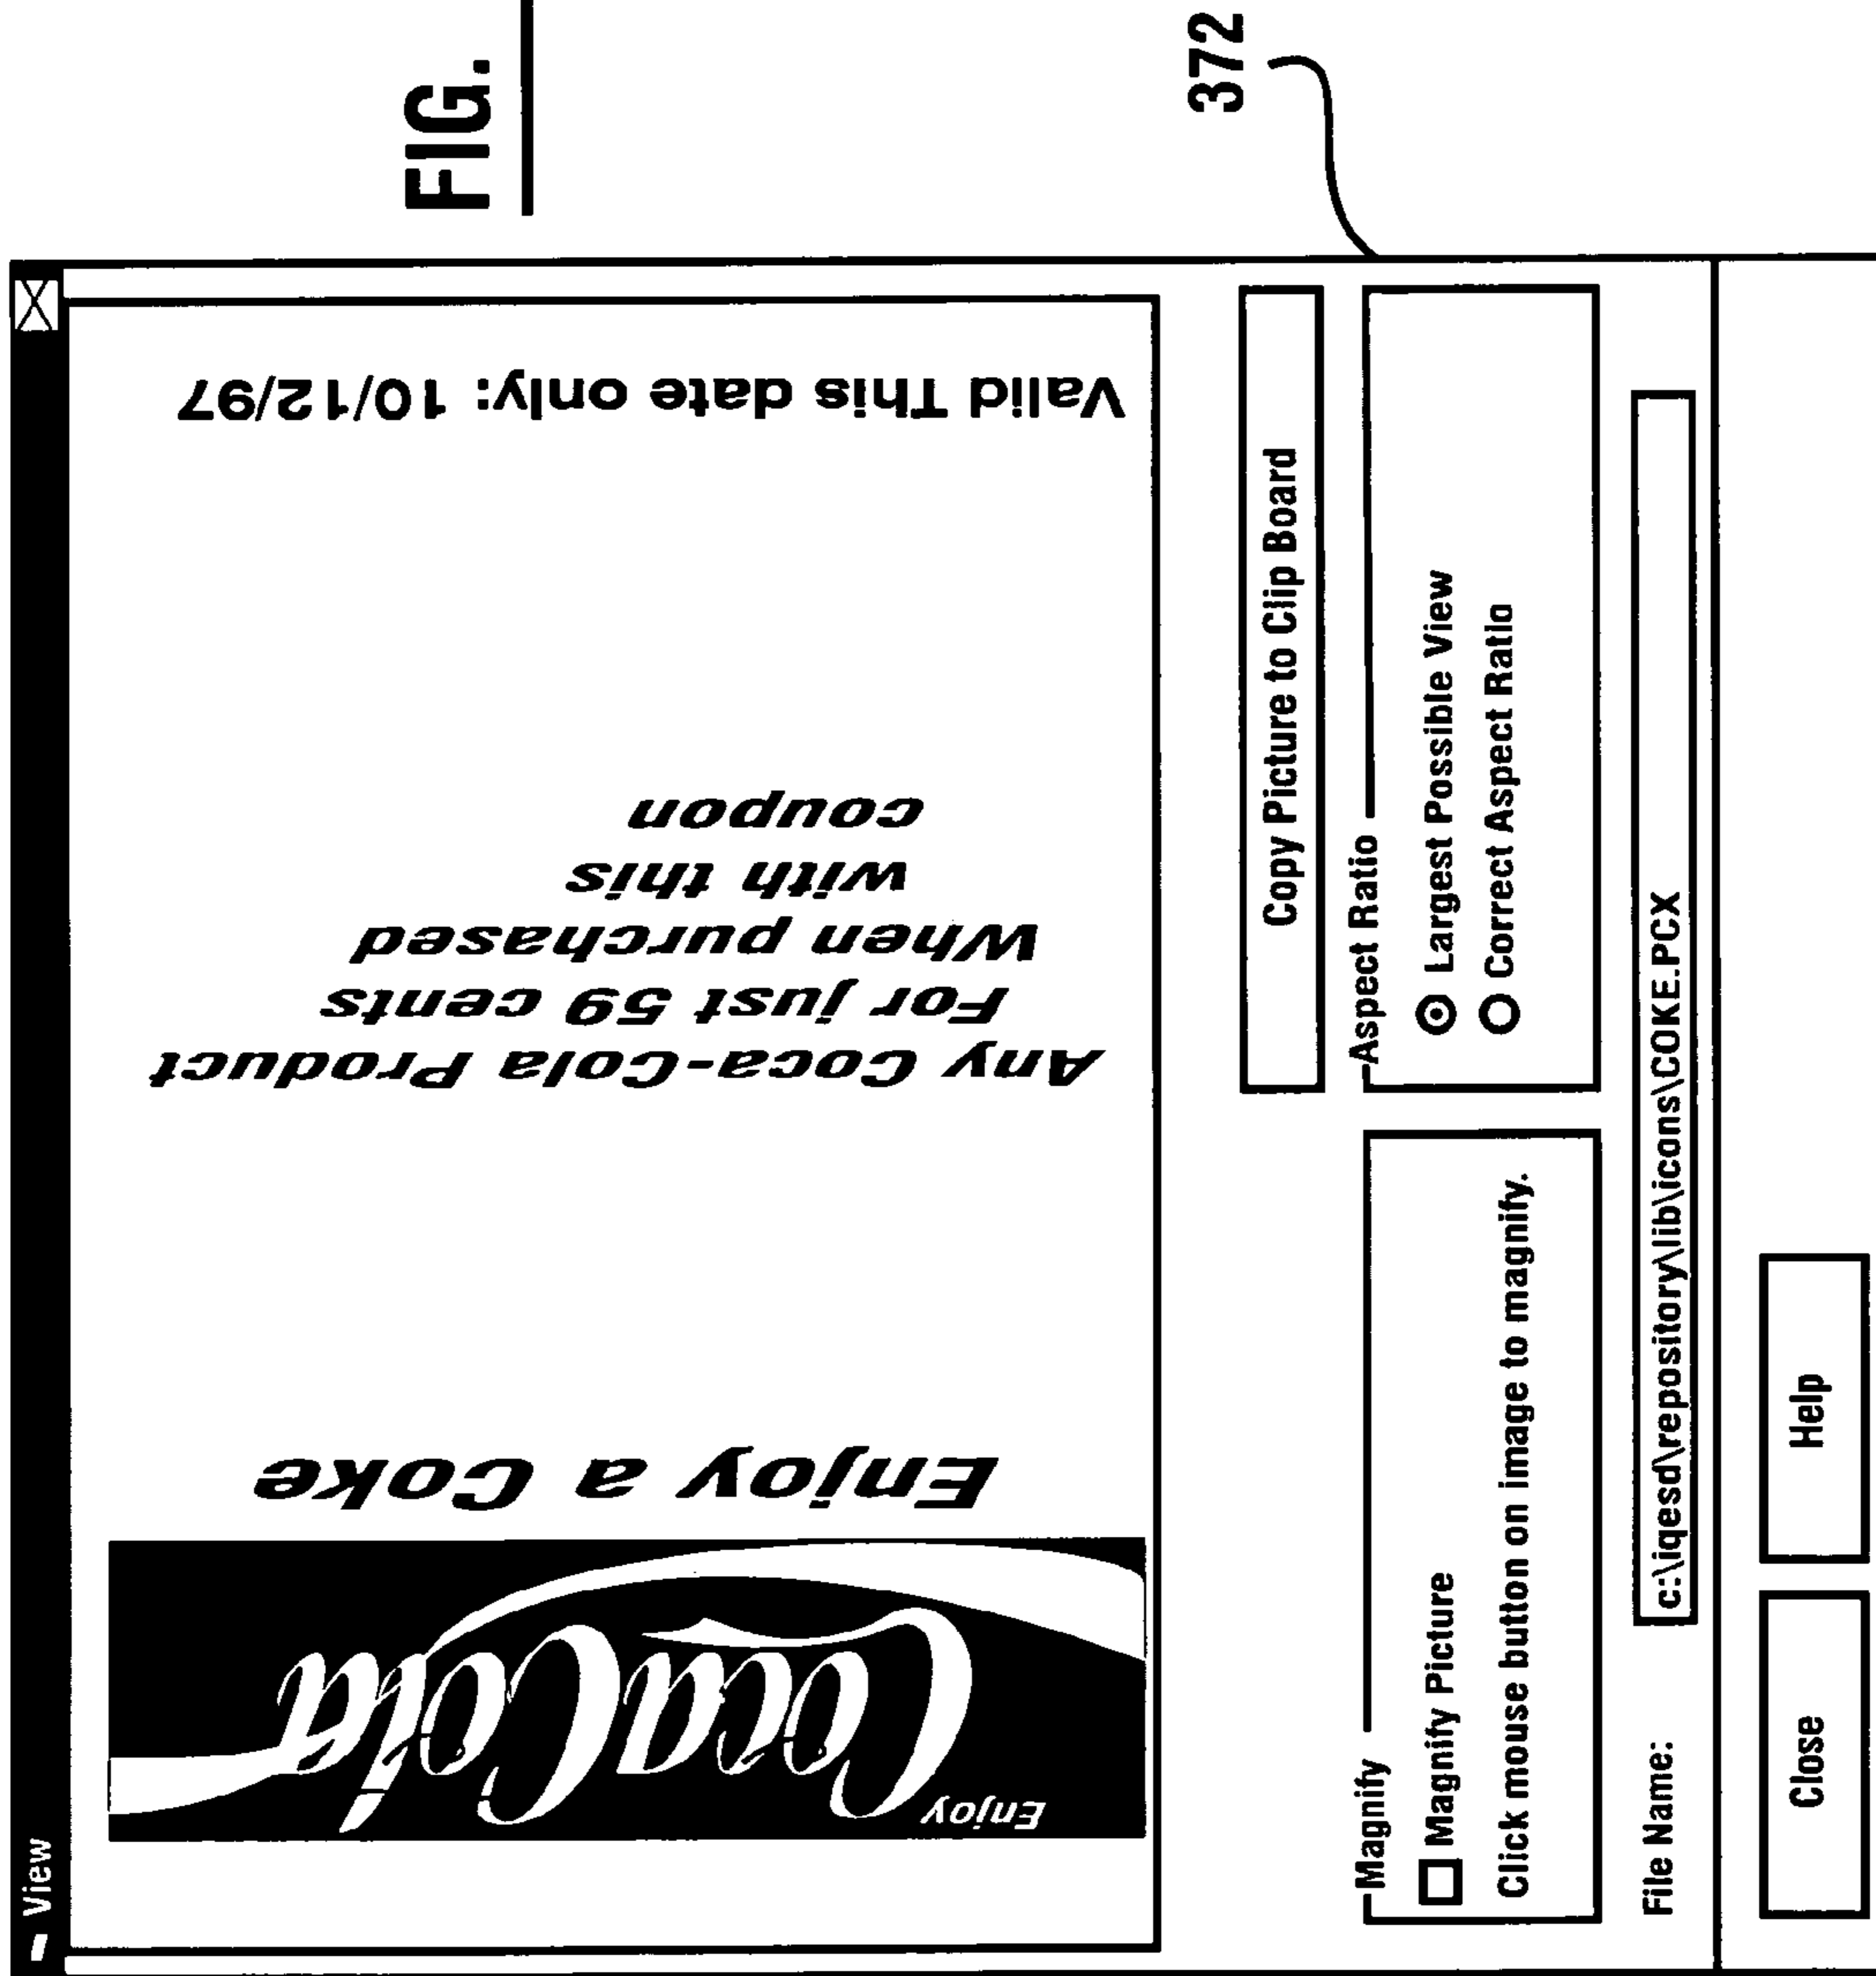 FIG.
372
View
Enjoy
Coca-Cola
Enjoy a Coke
Any Coca-Cola Product
For just 59 cents
When purchased
with this
coupon
Valid This date only: 10/12/97
Copy Picture to Clip Board
Magnify
Magnify Picture
Click mouse button on image to magnify.
Aspect Ratio
Largest Possible View
Correct Aspect Ratio
File Name: c:\iqesd\repository\lib\icons\COKE.PCX
Close
Help